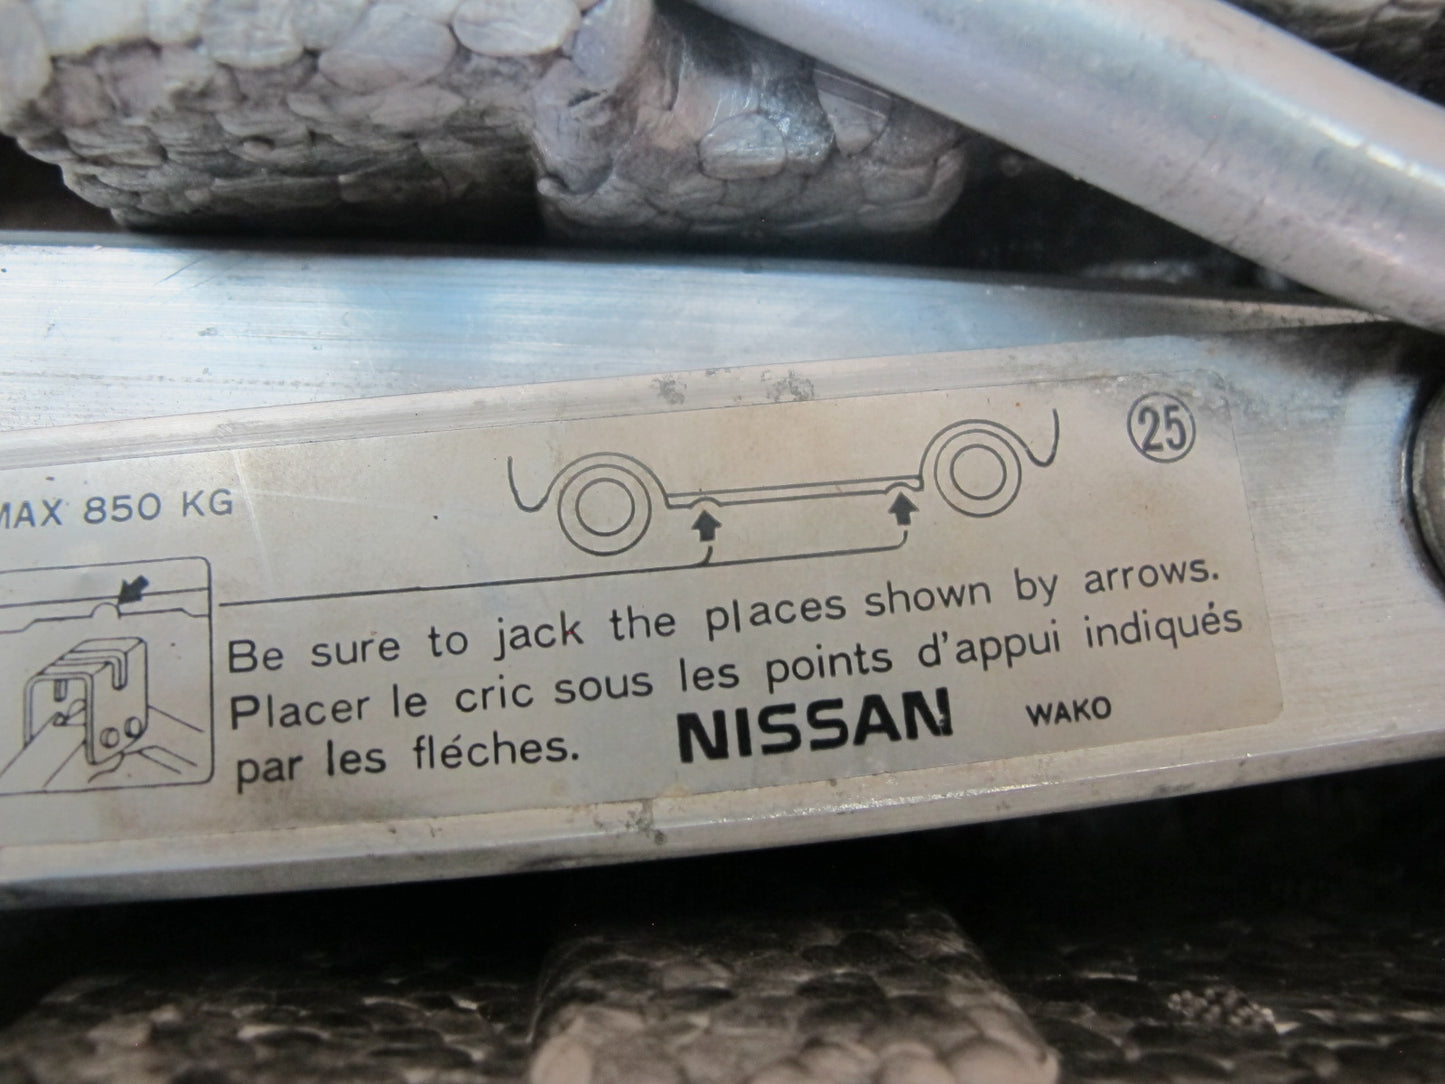 25
MAX 850 KG
Be sure to jack the places shown by arrows.
Placer le cric sous les points d'appui indiqués
par les fléches.
NISSAN WAKO